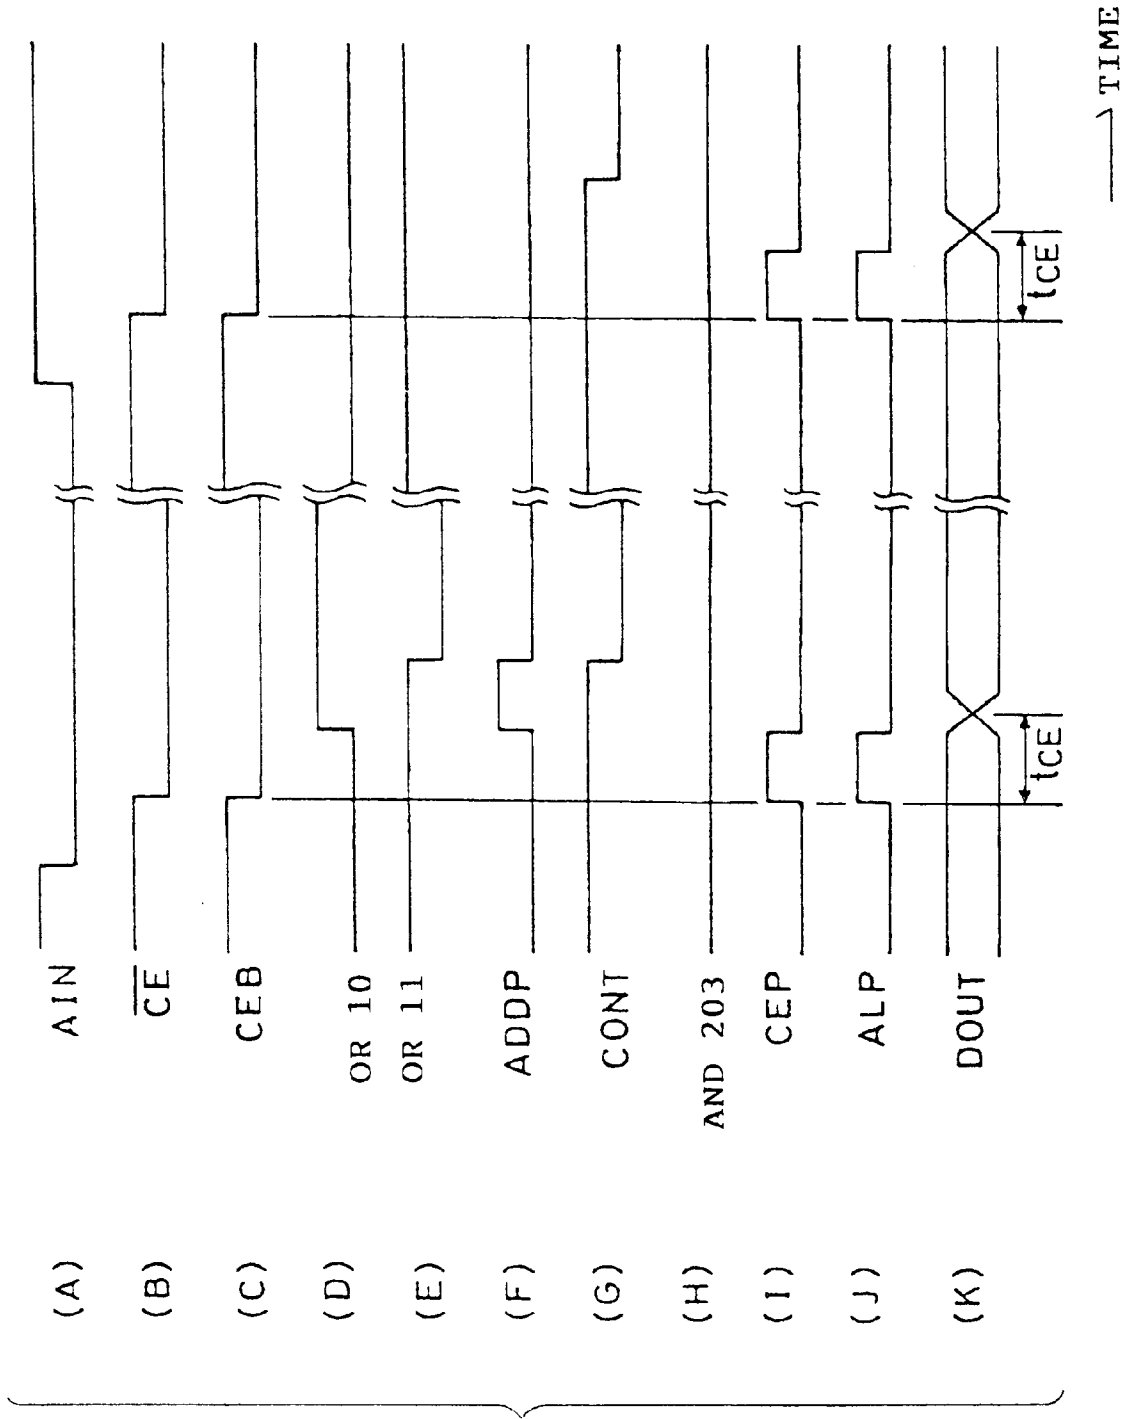 (A) AIN
(B) CE
(C) CEB
(D) OR 10
(E) OR 11
(F) ADDP
(G) CONT
(H) AND 203
(I) CEP
(J) ALP
(K) DOUT
tCE
tCE
TIME